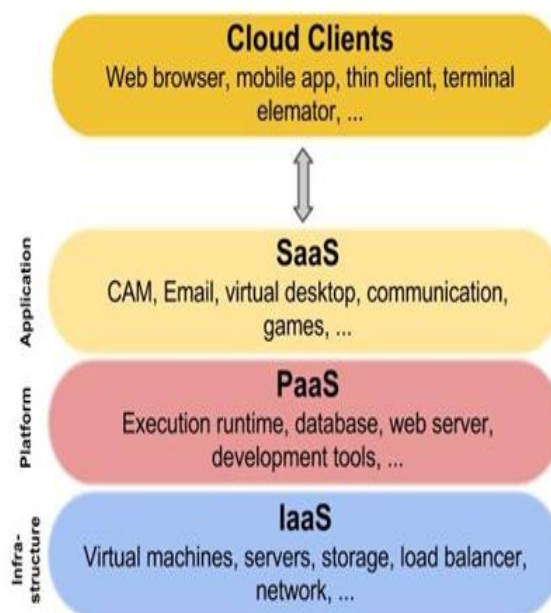 Cloud Clients
Web browser, mobile app, thin client, terminal
elemator, ...
Application
SaaS
CAM, Email, virtual desktop, communication,
games, ...
Platform
PaaS
Execution runtime, database, web server,
development tools, ...
Infra-
structure
IaaS
Virtual machines, servers, storage, load balancer,
network, ...